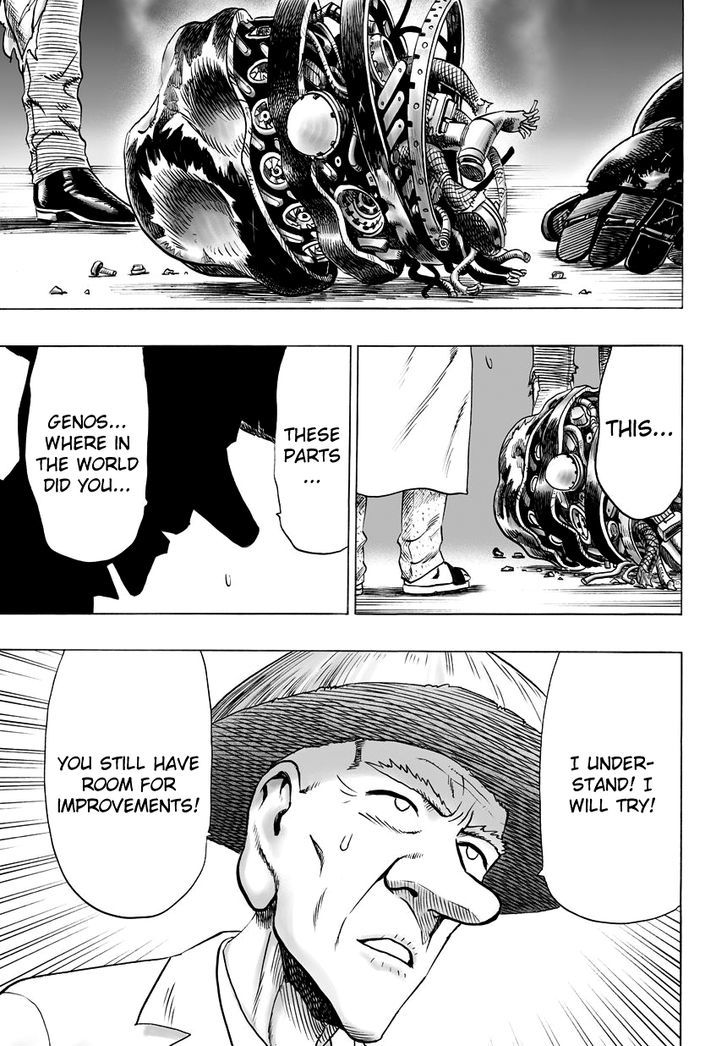 THIS...
THESE
PARTS
...
GENOS...
WHERE IN
THE WORLD
DID YOU...
I UNDER-
STAND! I
WILL TRY!
YOU STILL HAVE
ROOM FOR
IMPROVEMENTS!